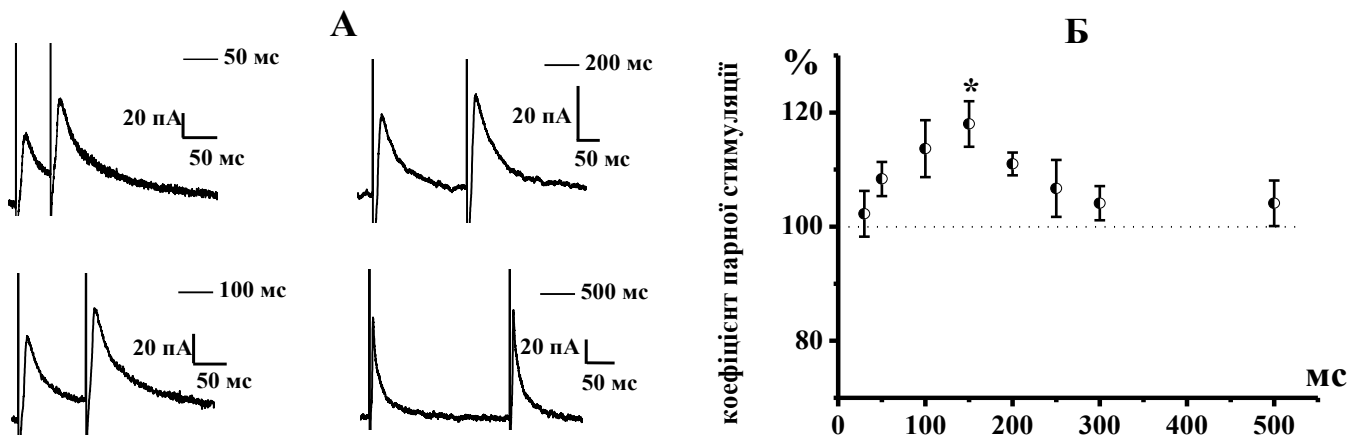 А
50 мс
20 пА
50 мс
200 мс
20 пА
50 мс
100 мс
20 пА
50 мс
500 мс
20 пА
50 мс
Б
коефіцієнт парної стимуляції
%
*
120
100
80
мс
0 100 200 300 400 500